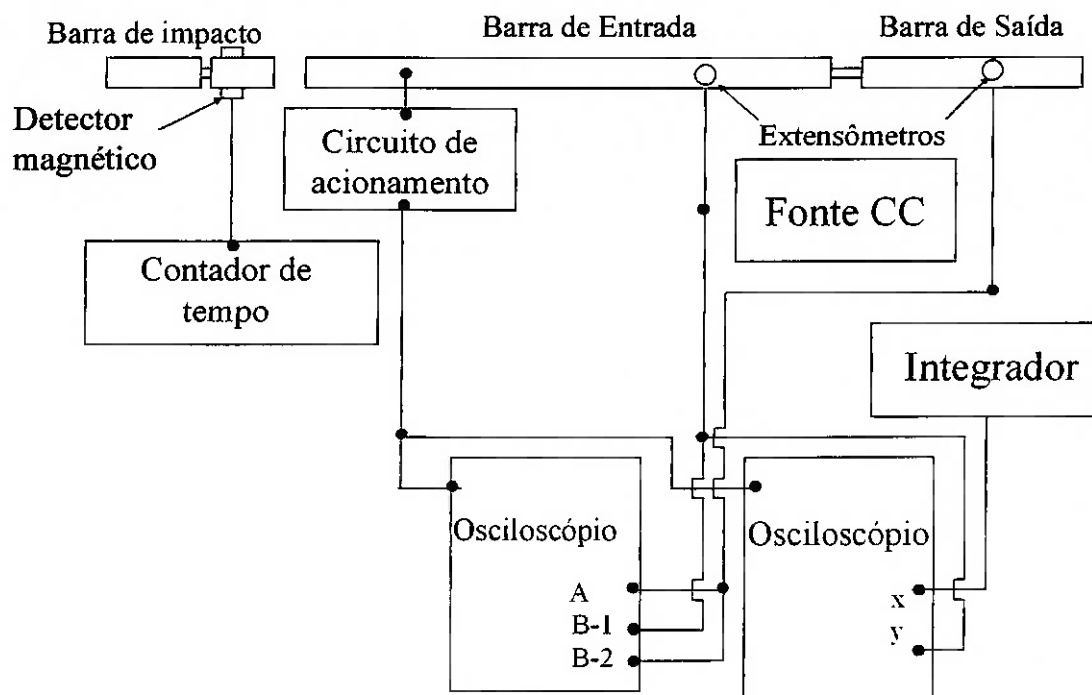 Barra de impacto
Barra de Entrada
Barra de Saída
Detector
magnético
Circuito de
acionamento
Extensômetros
Fonte CC
Contador de
tempo
Integrador
Osciloscópio
A
B-1
B-2
Osciloscópio
x
y